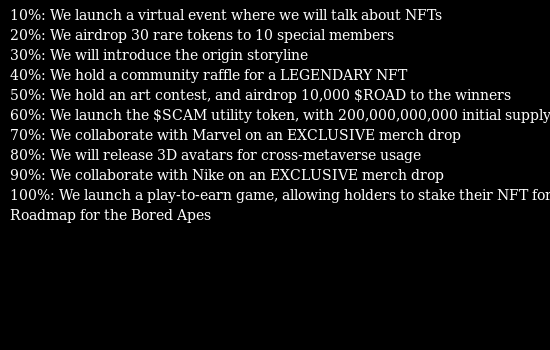 10%: We launch a virtual event where we will talk about NFTs
20%: We airdrop 30 rare tokens to 10 special members
30%: We will introduce the origin storyline
40%: We hold a community raffle for a LEGENDARY NFT
50%: We hold an art contest, and airdrop 10,000 $ROAD to the winners
60%: We launch the $SCAM utility token, with 200,000,000,000 initial supply
70%: We collaborate with Marvel on an EXCLUSIVE merch drop
80%: We will release 3D avatars for cross-metaverse usage
90%: We collaborate with Nike on an EXCLUSIVE merch drop
100%: We launch a play-to-earn game, allowing holders to stake their NFT for
Roadmap for the Bored Apes